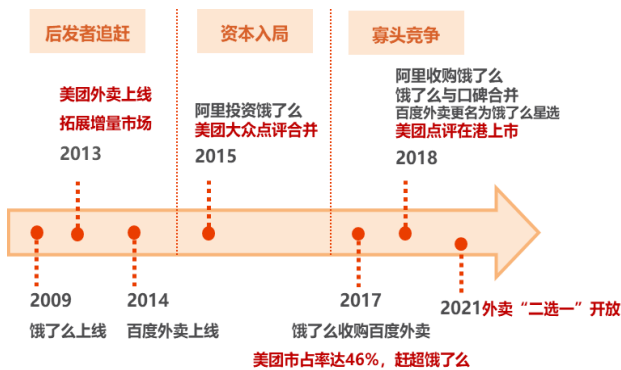 后发者追赶
资本入局
寡头竞争
美团外卖上线
拓展增量市场
2013
阿里投资饿了么
美团大众点评合并
2015
阿里收购饿了么
饿了么与口碑合并
百度外卖更名为饿了么星选
美团点评在港上市
2018
2009
饿了么上线
2014
百度外卖上线
2017
饿了么收购百度外卖
美团市占率达46%，赶超饿了么
2021外卖“二选一”开放